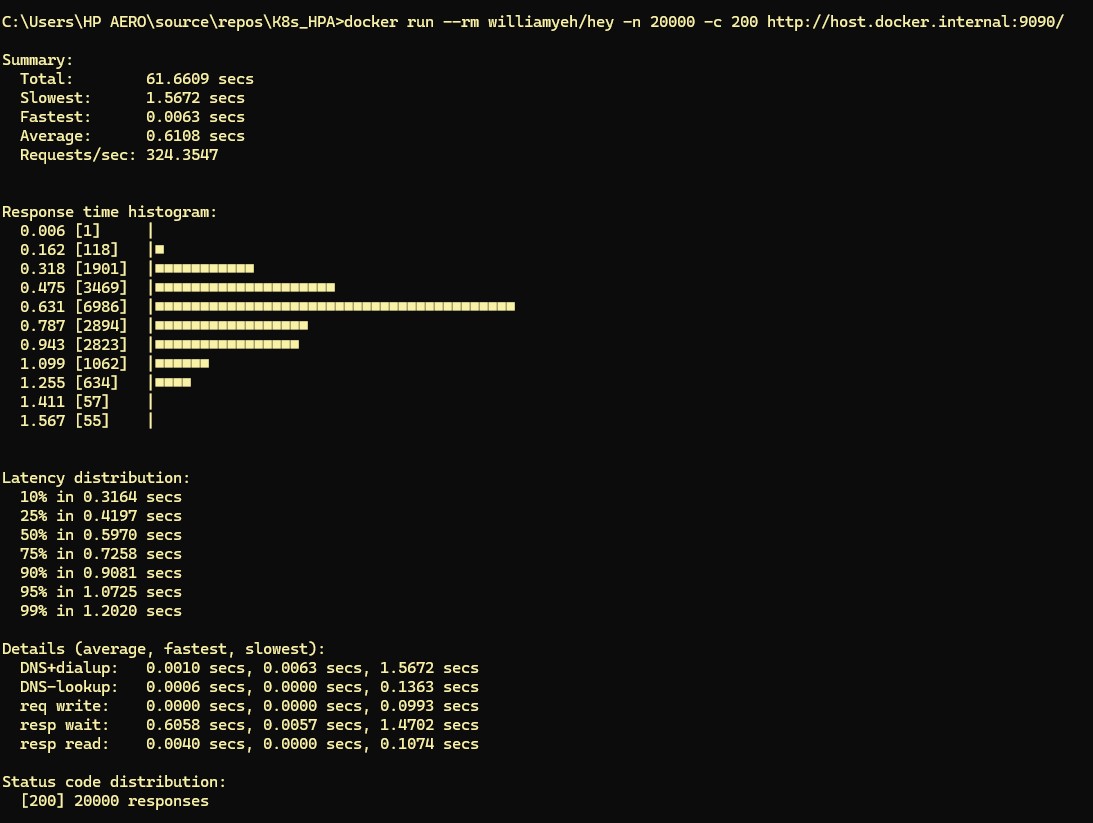 C:\Users\HP AERO\source\repos\K8s_HPA>docker run --rm williamyeh/hey -n 20000 -c 200 http://host.docker.internal:9090/
Summary:
Total: 61.6609 secs
Slowest: 1.5672 secs
Fastest: 0.0063 secs
Average: 0.6108 secs
Requests/sec: 324.3547
Response time histogram:
0.006 [1] |
0.162 [118] |■
0.318 [1901] |■■■■■■■■■■■
0.475 [3469] |■■■■■■■■■■■■■■■■■■■■
0.631 [6986] |■■■■■■■■■■■■■■■■■■■■■■■■■■■■■■■■■■■■■■■■
0.787 [2894] |■■■■■■■■■■■■■■■■■
0.943 [2823] |■■■■■■■■■■■■■■■■
1.099 [1062] |■■■■■■
1.255 [634] |■■■■
1.411 [57] |
1.567 [55] |
Latency distribution:
10% in 0.3164 secs
25% in 0.4197 secs
50% in 0.5970 secs
75% in 0.7258 secs
90% in 0.9081 secs
95% in 1.0725 secs
99% in 1.2020 secs
Details (average, fastest, slowest):
DNS+dialup: 0.0010 secs, 0.0063 secs, 1.5672 secs
DNS-lookup: 0.0006 secs, 0.0000 secs, 0.1363 secs
req write: 0.0000 secs, 0.0000 secs, 0.0993 secs
resp wait: 0.6058 secs, 0.0057 secs, 1.4702 secs
resp read: 0.0040 secs, 0.0000 secs, 0.1074 secs
Status code distribution:
[200] 20000 responses